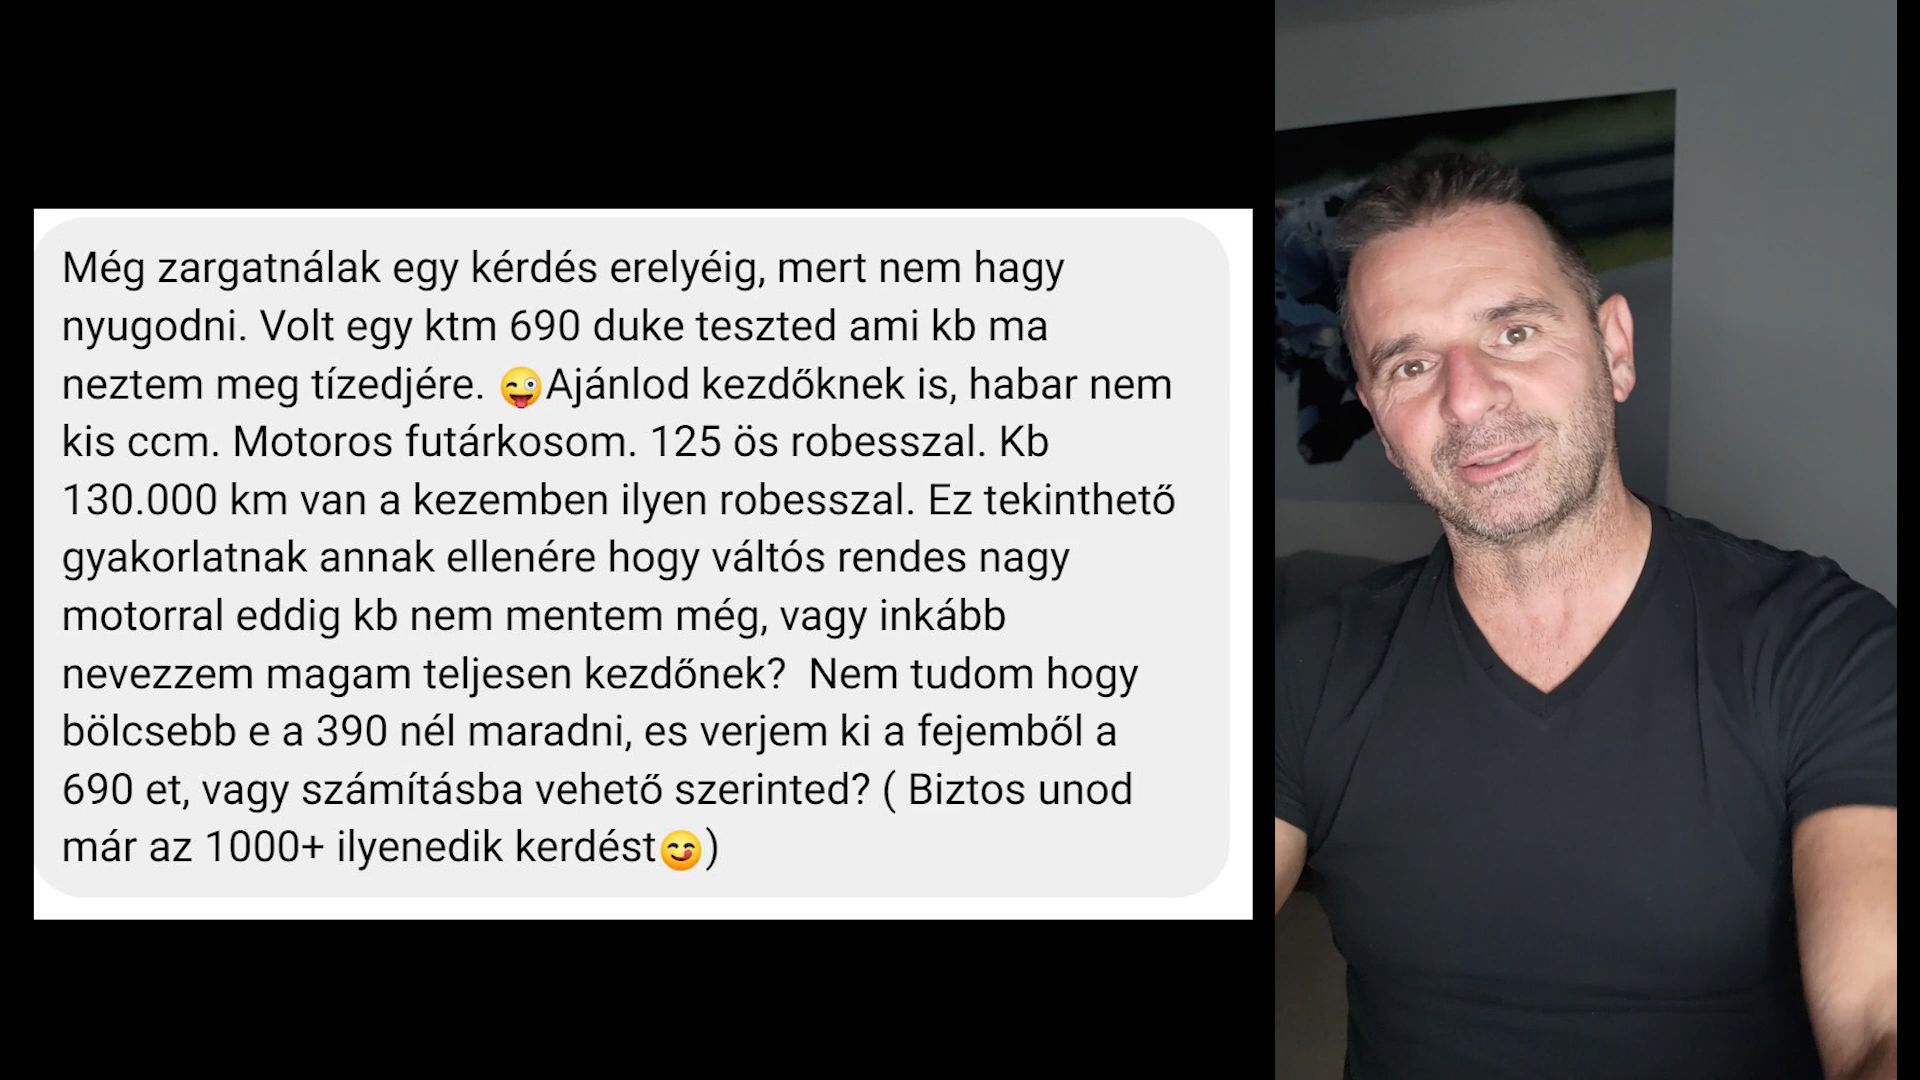 Még zargatnálak egy kérdés erelyéig, mert nem hagy
nyugodni. Volt egy ktm 690 duke teszted ami kb ma
neztem meg tízedjére. 😜Ajánlod kezdőknek is, habar nem
kis ccm. Motoros futárkosom. 125 ös robesszal. Kb
130.000 km van a kezemben ilyen robesszal. Ez tekinthető
gyakorlatnak annak ellenére hogy váltós rendes nagy
motorral eddig kb nem mentem még, vagy inkább
nevezzem magam teljesen kezdőnek?  Nem tudom hogy
bölcsebb e a 390 nél maradni, es verjem ki a fejemből a
690 et, vagy számításba vehető szerinted? ( Biztos unod
már az 1000+ ilyenedik kerdést😋)